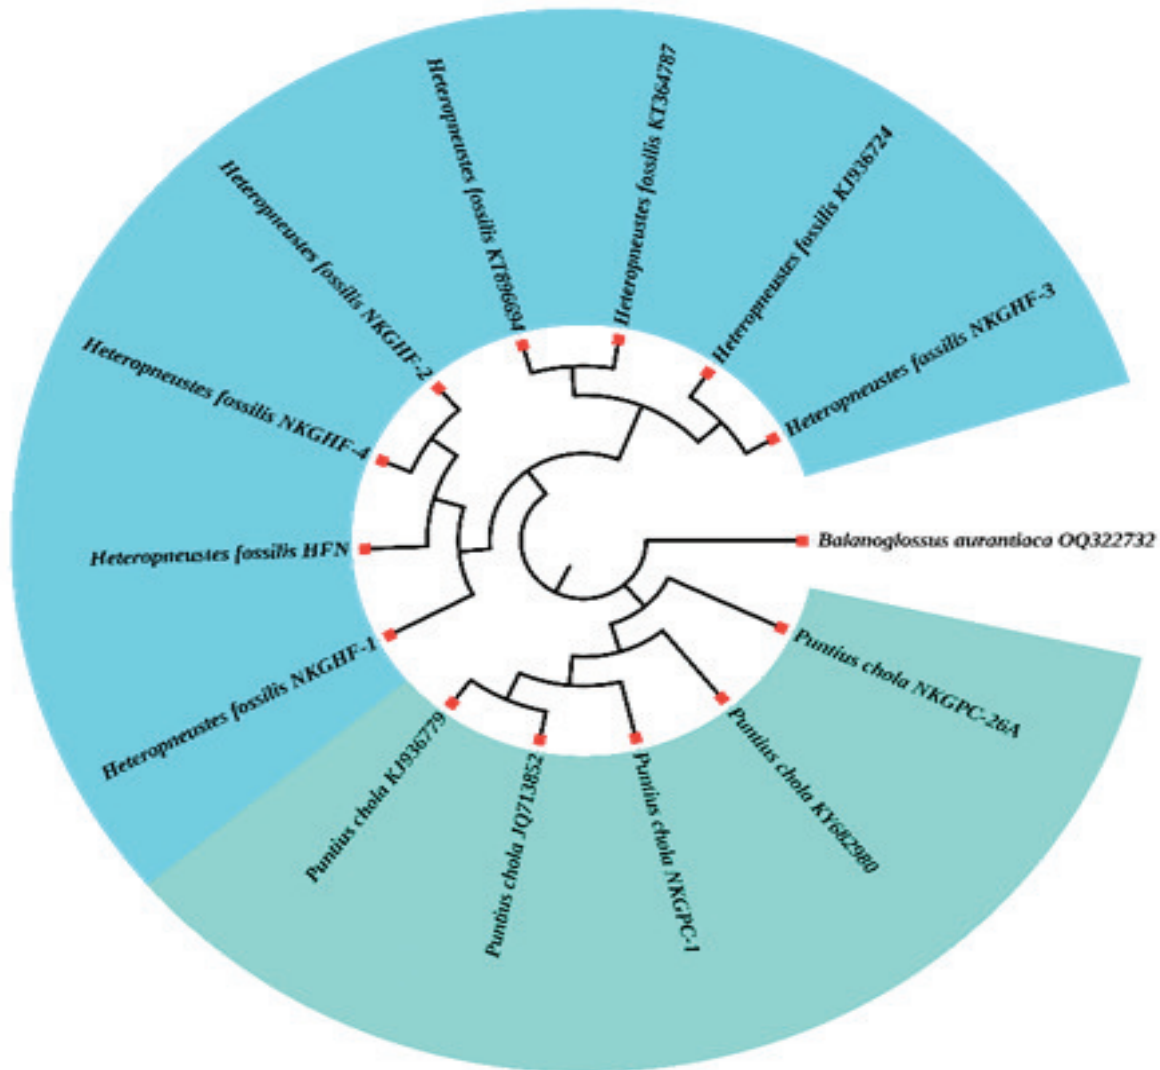 Heteropneustes fossilis KT896694
Heteropneustes fossilis KT364787
Heteropneustes fossilis KJ936724
Heteropneustes fossilis NKGHF-3
Balanoglossus aurantiaca OQ322732
Puntius chola NKGPC-26A
Puntius chola KY682980
Puntius chola NKGPC-1
Puntius chola JQ713852
Puntius chola KJ936779
Heteropneustes fossilis NKGHF-1
Heteropneustes fossilis HFN
Heteropneustes fossilis NKGHF-4
Heteropneustes fossilis NKGHF-2